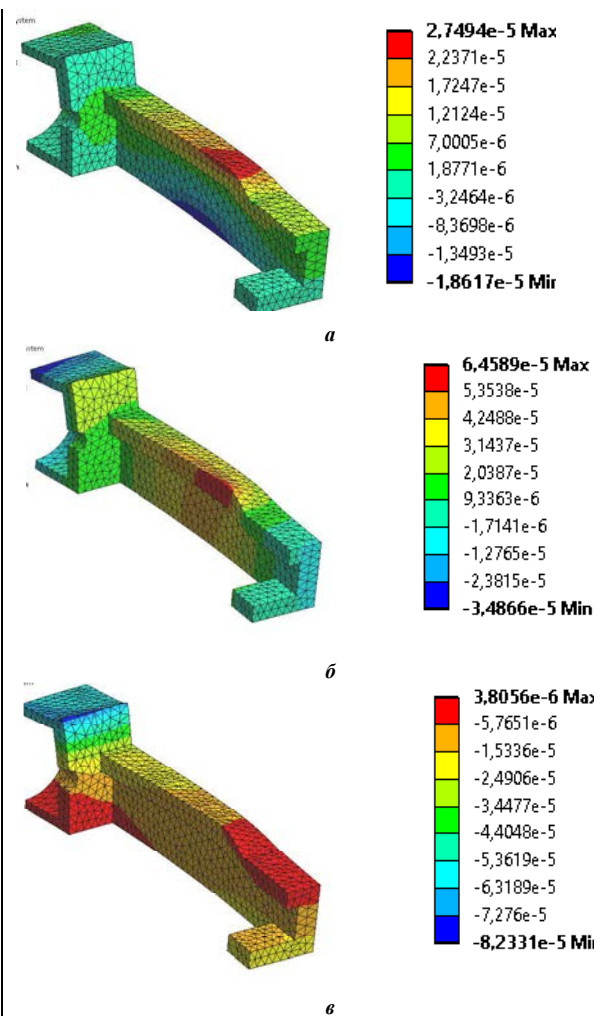 ystem
2,7494e-5 Max
2,2371e-5
1,7247e-5
1,2124e-5
7,0005e-6
1,8771e-6
-3,2464e-6
-8,3698e-6
-1,3493e-5
-1,8617e-5 Mir
а
stem
6,4589e-5 Max
5,3538e-5
4,2488e-5
3,1437e-5
2,0387e-5
9,3363e-6
-1,7141e-6
-1,2765e-5
-2,3815e-5
-3,4866e-5 Min
б
3,8056e-6 Max
-5,7651e-6
-1,5336e-5
-2,4906e-5
-3,4477e-5
-4,4048e-5
-5,3619e-5
-6,3189e-5
-7,276e-5
-8,2331e-5 Min
в